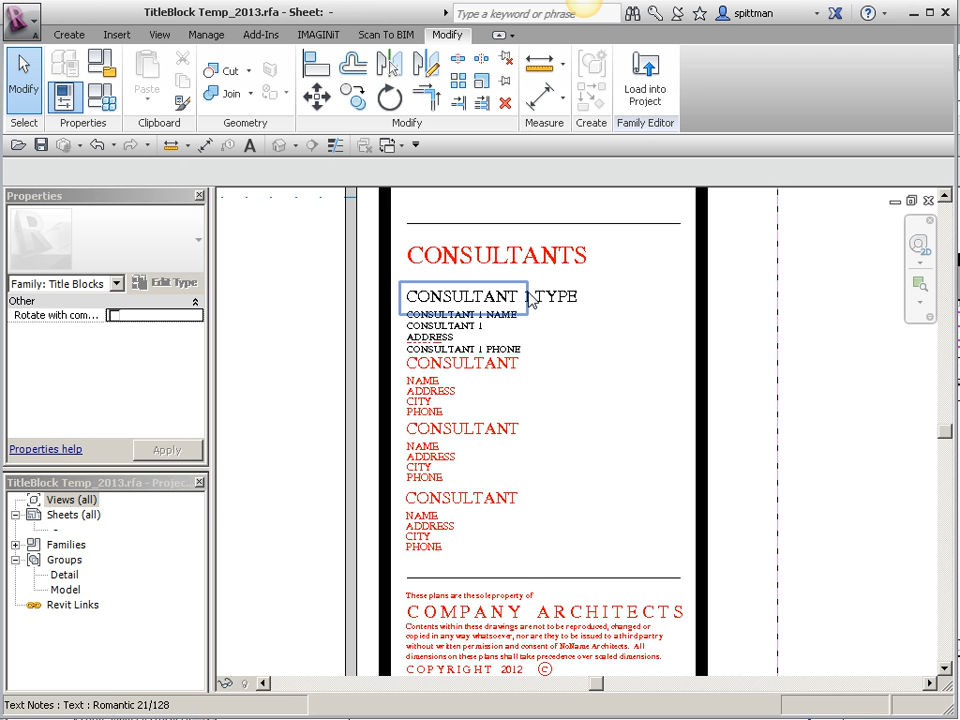 TitleBlock Temp_2013.rfa - Sheet: -
Type a keyword or phrase
spittman
Create Insert View Manage Add-Ins IMAGINiT Scan To BIM Modify
Modify
Paste
Cut
Join
Load into
Project
Select Properties Clipboard Geometry Modify Measure Create Family Editor
Properties
Family: Title Blocks
Edit Type
Other
Rotate with com...
Properties help
Apply
TitleBlock Temp_2013.rfa - Projec...
Views (all)
Sheets (all)
-
Families
Groups
Detail
Model
Revit Links
2D
CONSULTANTS
CONSULTANT 1 TYPE
CONSULTANT 1 NAME
CONSULTANT 1
ADDRESS
CONSULTANT 1 PHONE
CONSULTANT
NAME
ADDRESS
CITY
PHONE
CONSULTANT
NAME
ADDRESS
CITY
PHONE
CONSULTANT
NAME
ADDRESS
CITY
PHONE
These plans are the sole property of
COMPANY ARCHITECTS
Contents within these drawings are not to be reproduced, changed or
copied in any way whatsoever, nor are they to be issued to a third partry
without written permission and consent of NoName Architects. All
dimensions on these plans shall take precedence over scaled dimensions.
COPYRIGHT 2012 ©
Text Notes : Text : Romantic 21/128